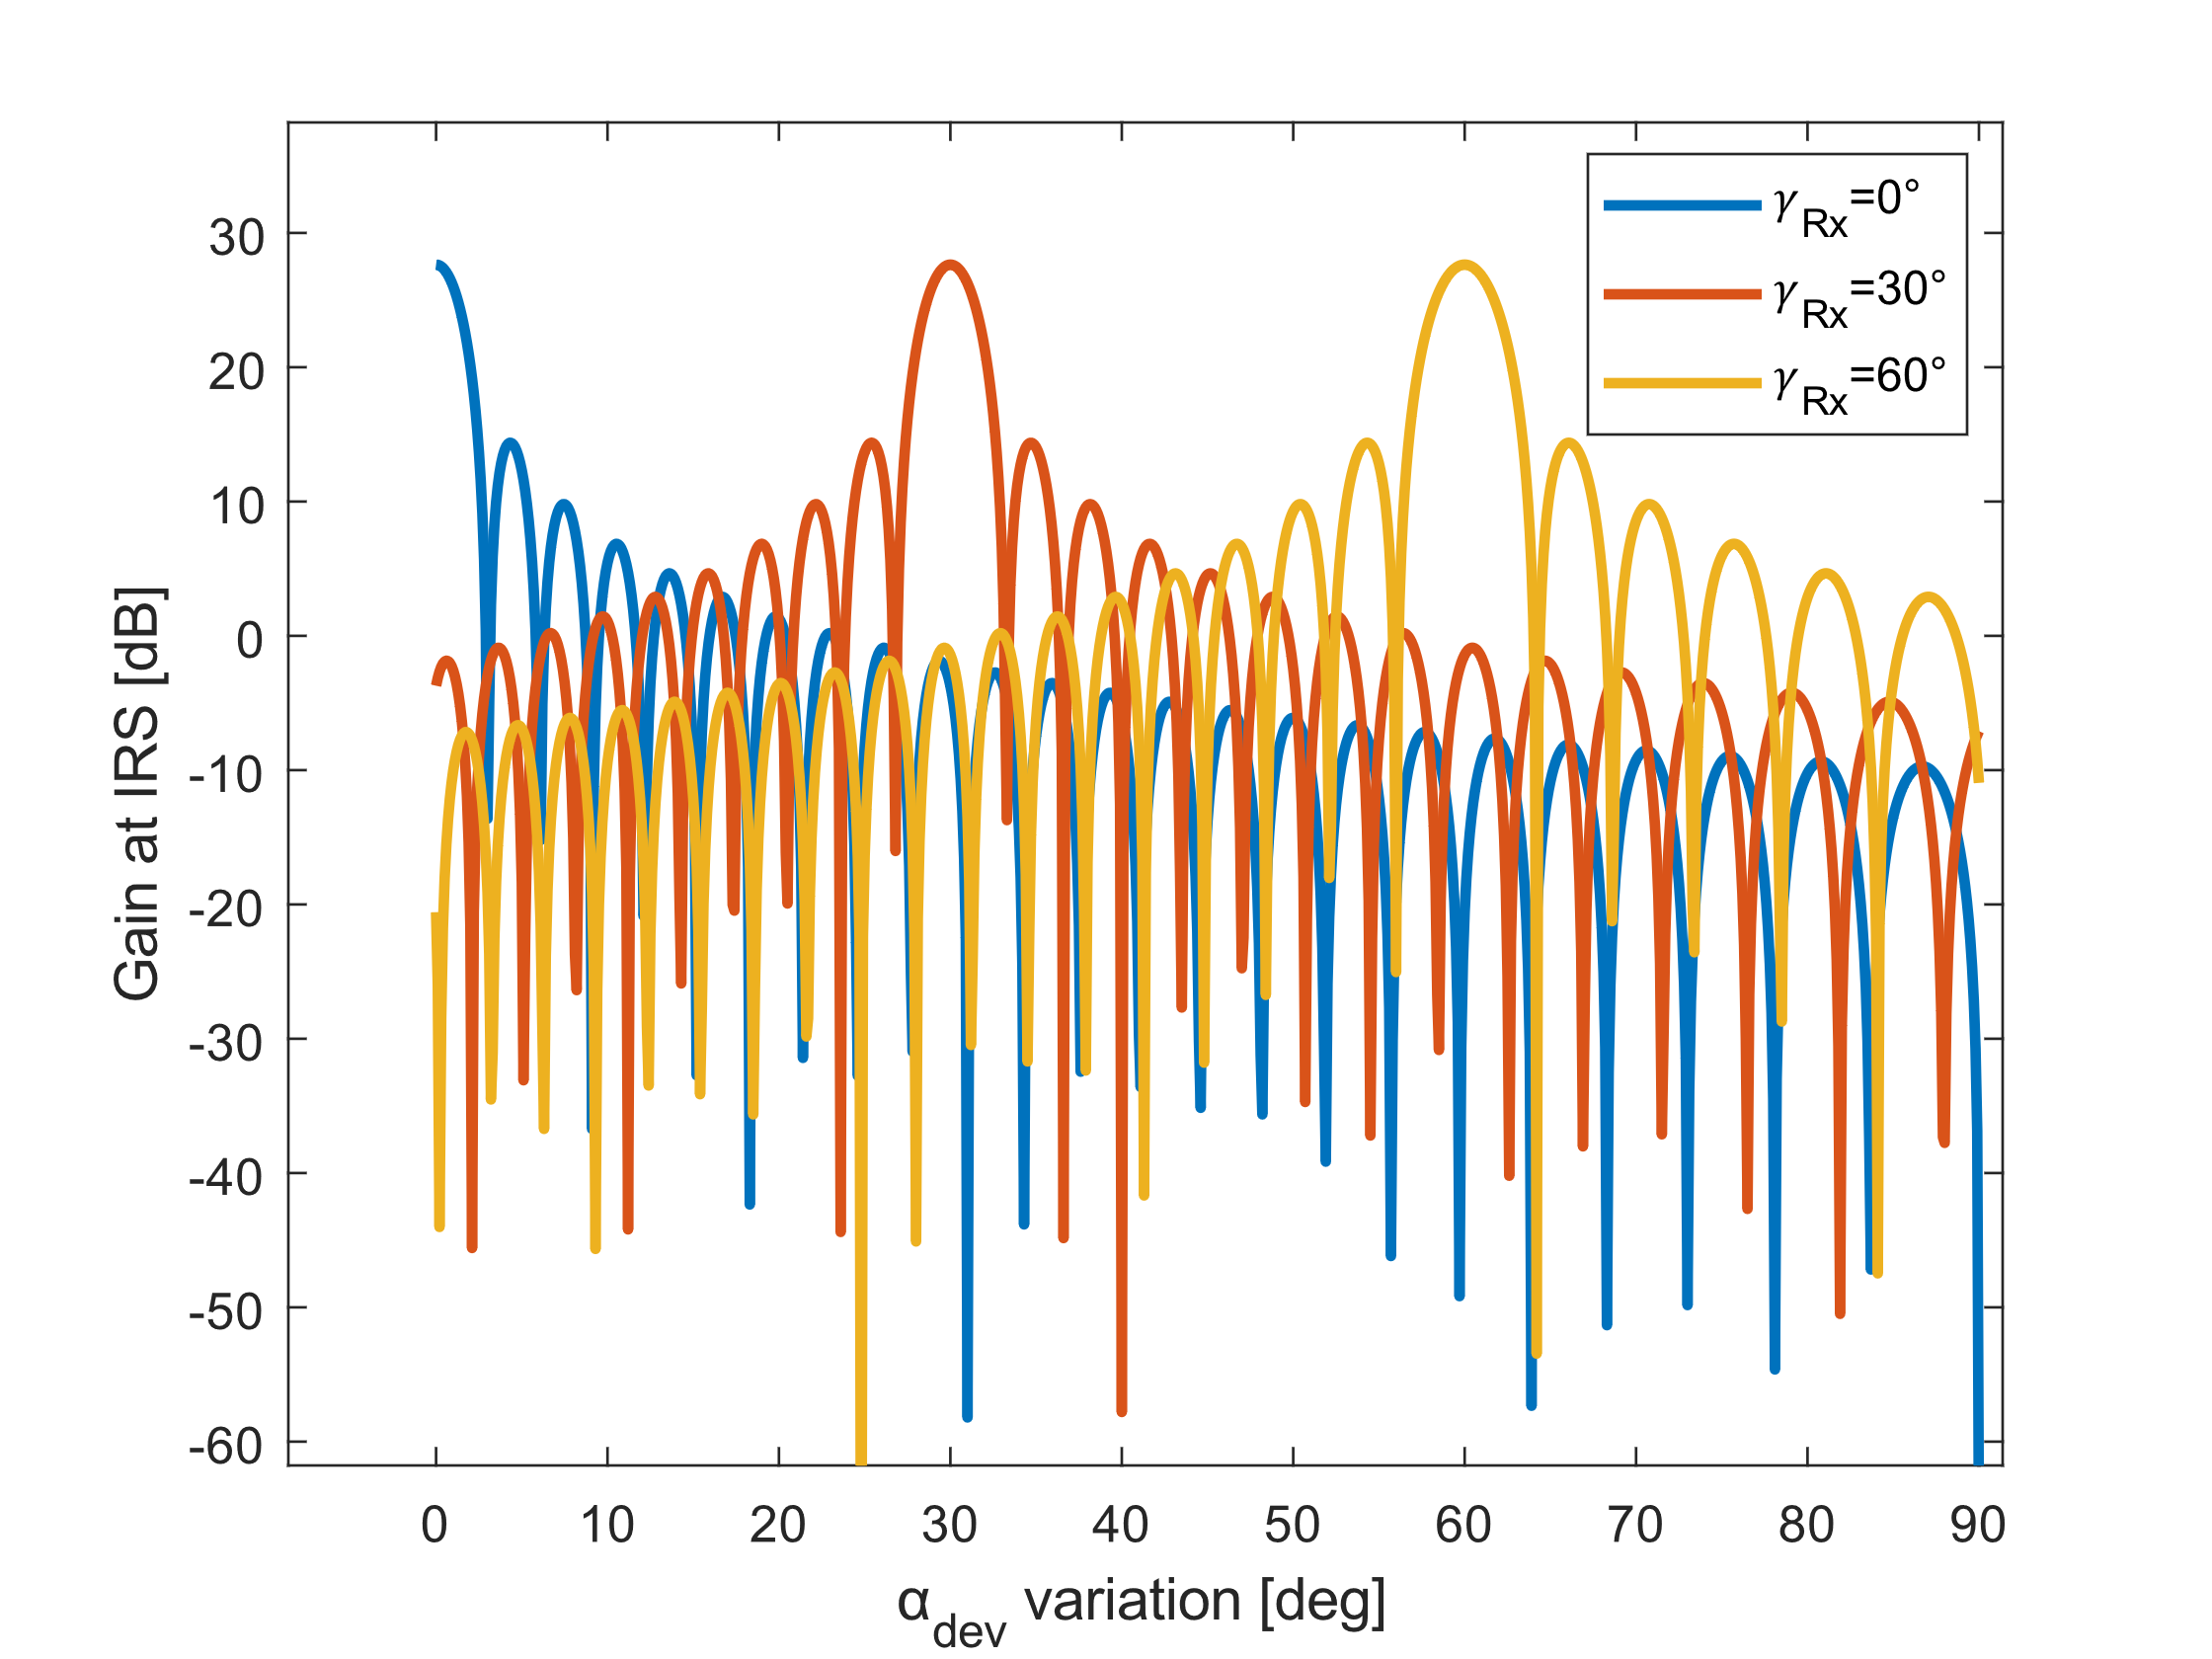 γRx=0°
γRx=30°
γRx=60°
30
20
10
0
-10
-20
-30
-40
-50
-60
Gain at IRS [dB]
0 10 20 30 40 50 60 70 80 90
αdev variation [deg]